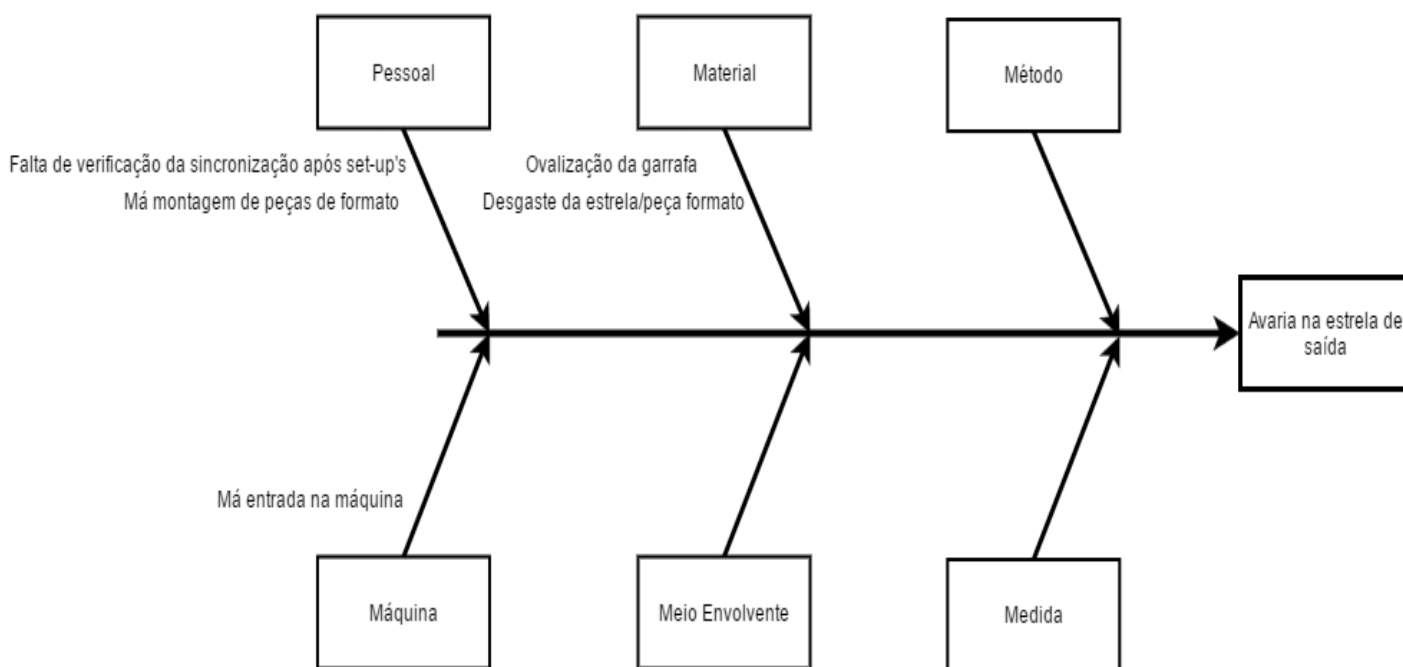 Pessoal
Material
Método
Falta de verificação da sincronização após set-up's
Má montagem de peças de formato
Ovalização da garrafa
Desgaste da estrela/peça formato
Avaria na estrela de
saída
Má entrada na máquina
Máquina
Meio Envolvente
Medida